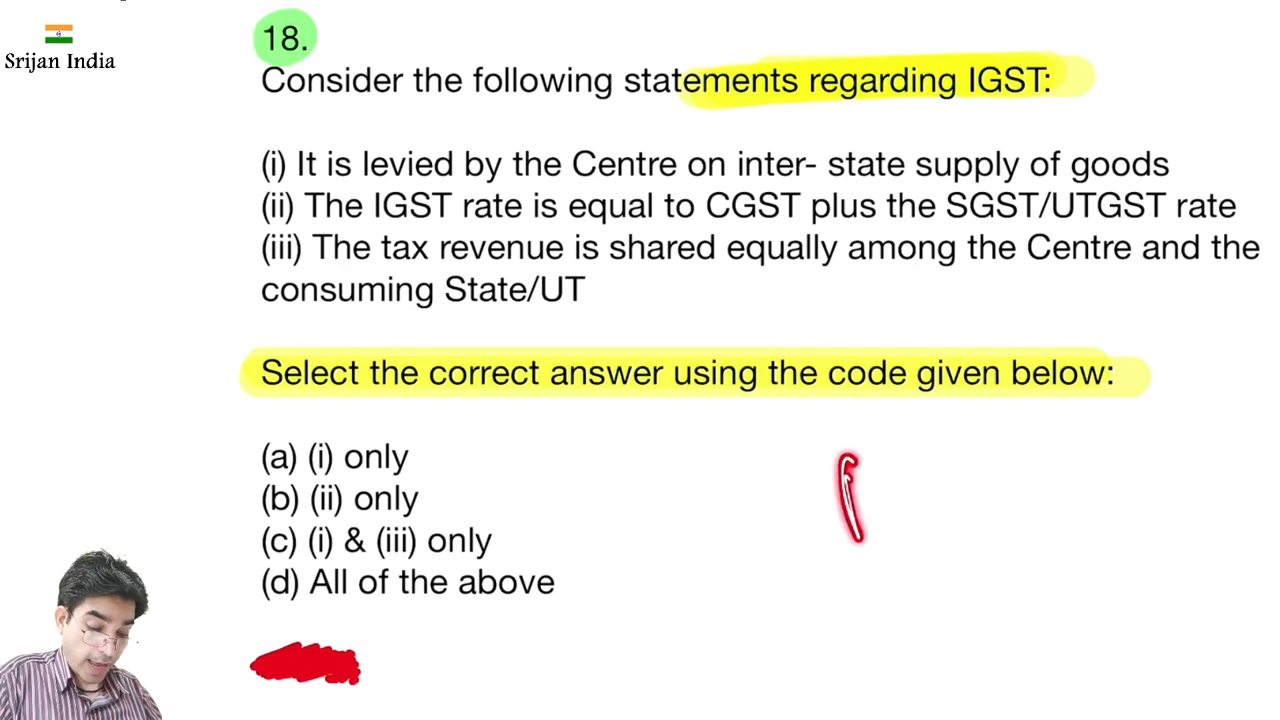 18.
Srijan India
Consider the following statements regarding IGST:
(i) It is levied by the Centre on inter- state supply of goods
(ii) The IGST rate is equal to CGST plus the SGST/UTGST rate
(iii) The tax revenue is shared equally among the Centre and the
consuming State/UT
Select the correct answer using the code given below:
(a) (i) only
(b) (ii) only
(c) (i) & (iii) only
(d) All of the above